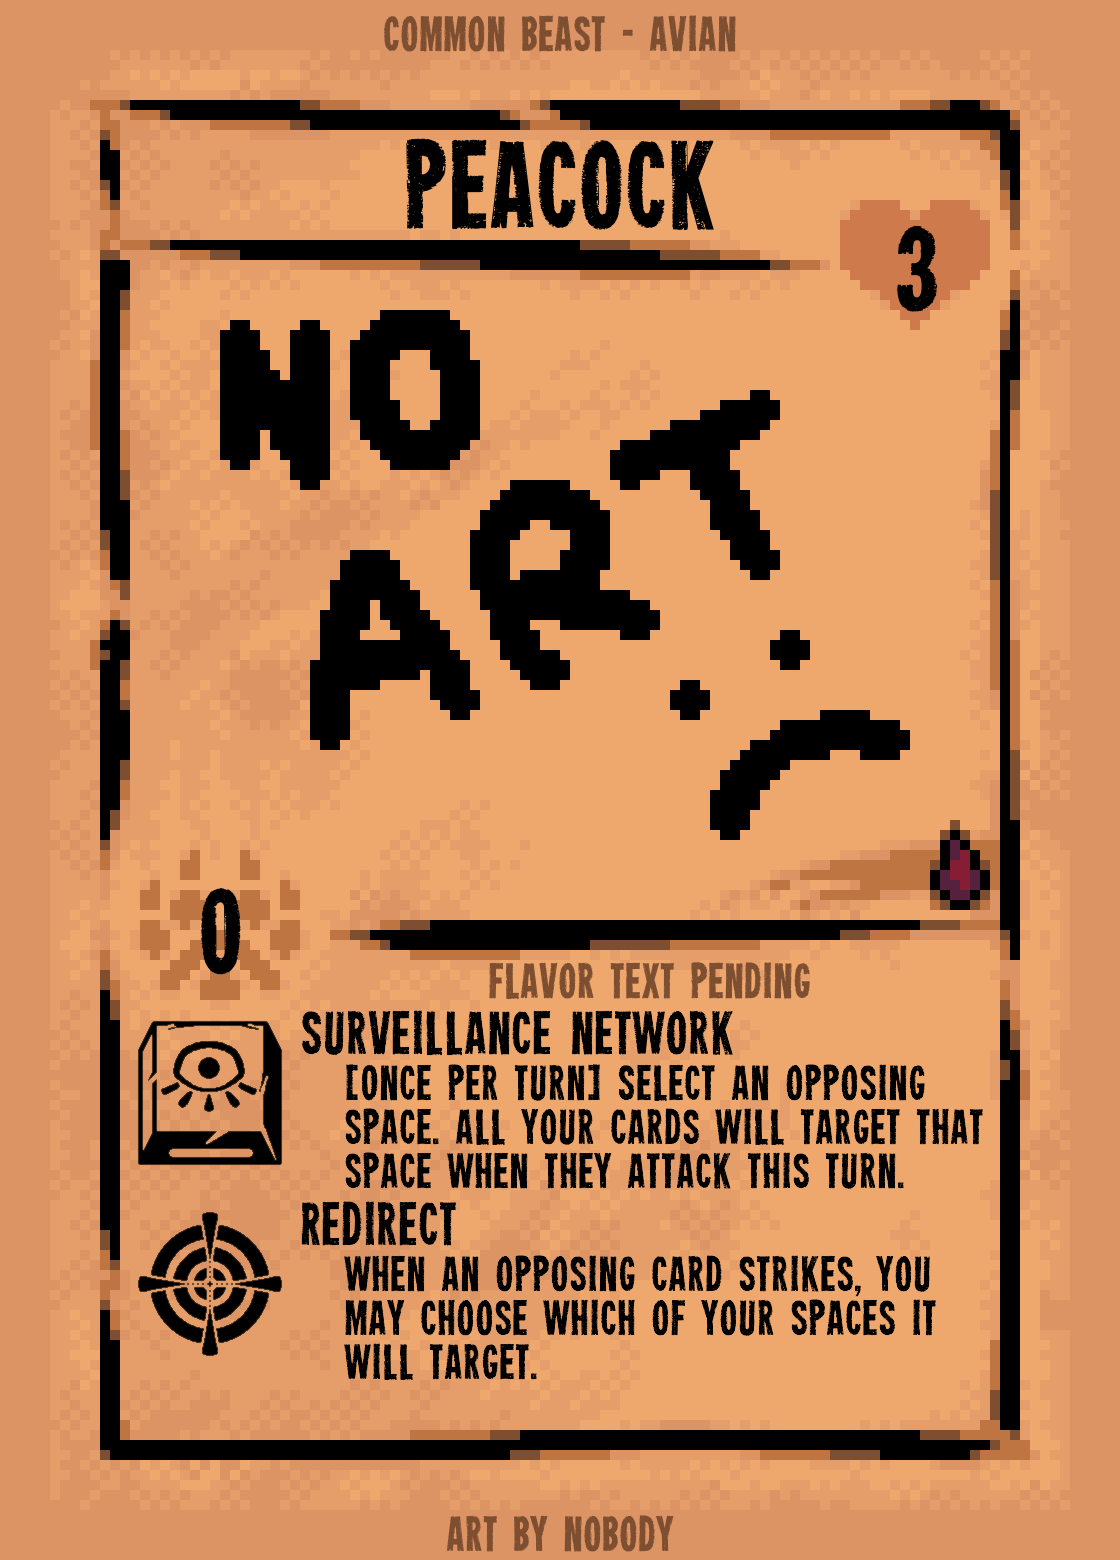 COMMON BEAST - AVIAN
PEACOCK
3
NO
ART
:(
0
FLAVOR TEXT PENDING
SURVEILLANCE NETWORK
[ONCE PER TURN] SELECT AN OPPOSING
SPACE. ALL YOUR CARDS WILL TARGET THAT
SPACE WHEN THEY ATTACK THIS TURN.
REDIRECT
WHEN AN OPPOSING CARD STRIKES, YOU
MAY CHOOSE WHICH OF YOUR SPACES IT
WILL TARGET.
ART BY NOBODY